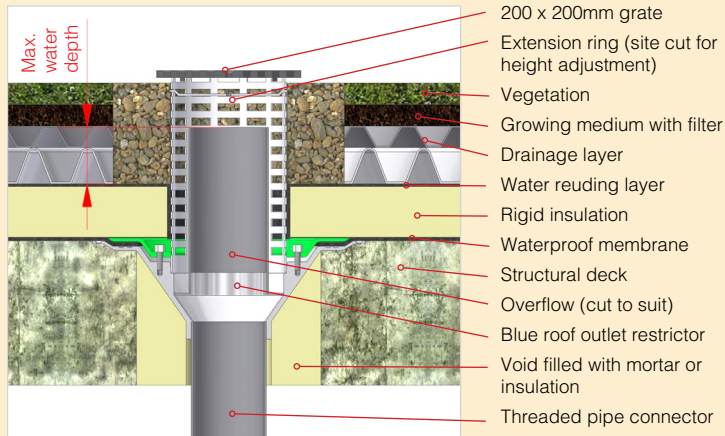 Max.
water
depth
200 x 200mm grate
Extension ring (site cut for
height adjustment)
Vegetation
Growing medium with filter
Drainage layer
Water reuding layer
Rigid insulation
Waterproof membrane
Structural deck
Overflow (cut to suit)
Blue roof outlet restrictor
Void filled with mortar or
insulation
Threaded pipe connector